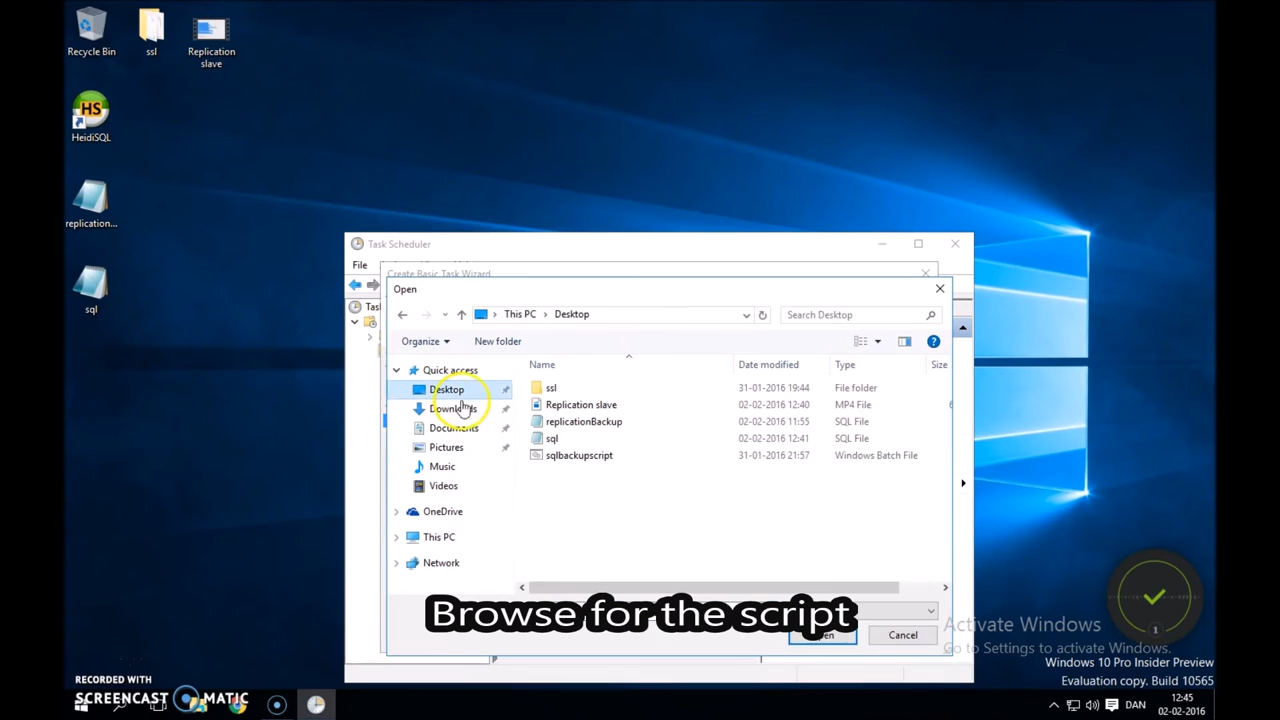 Recycle Bin
ssl
Replication
slave
HeidiSQL
replication...
sql
Task Scheduler
File
Create Basic Task Wizard
Open
This PC > Desktop
Search Desktop
Organize
New folder
Name
Date modified
Type
Size
Quick access
Desktop
Downloads
Documents
Pictures
Music
Videos
OneDrive
This PC
Network
ssl
31-01-2016 19:44
File folder
Replication slave
02-02-2016 12:40
MP4 File
replicationBackup
02-02-2016 11:55
SQL File
sql
02-02-2016 12:41
SQL File
sqlbackupscript
31-01-2016 21:57
Windows Batch File
Browse for the script
Open
Cancel
1
Activate Windows
Go to Settings to activate Windows.
Windows 10 Pro Insider Preview
Evaluation copy. Build 10565
RECORDED WITH
SCREENCAST MATIC
DAN
12:45
02-02-2016